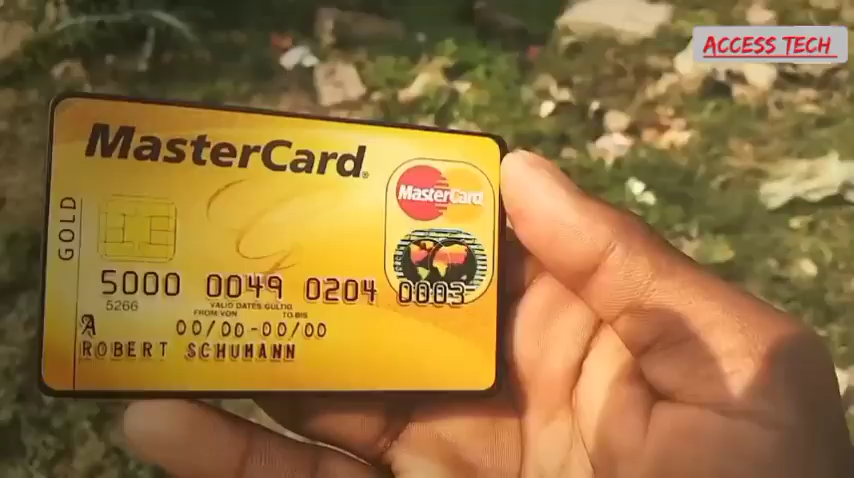 ACCESS TECH
MasterCard®
MasterCard
GOLD
5000 0049 0204 0003
5266
VALID DATES GULTIG
FROM VON TO BIS
00/00-00/00
ROBERT SCHUMANN